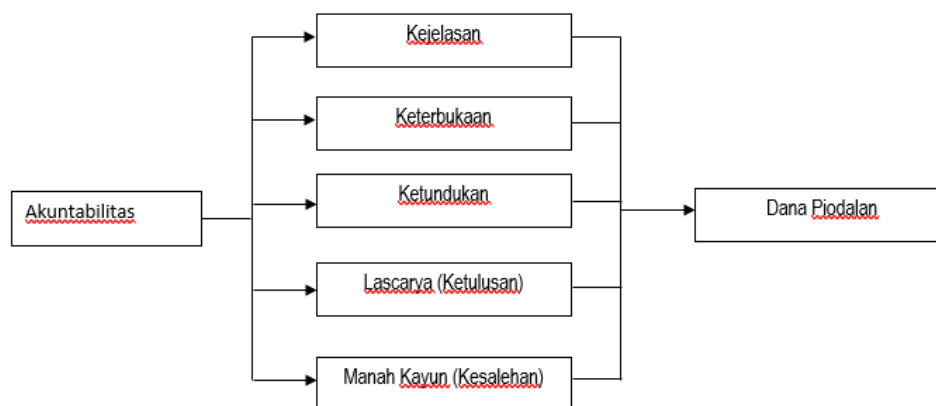 Kejelasan
Keterbukaan
Akuntabilitas
Ketundukan
Dana Piodalan
Lascarya (Ketulusan)
Manah Kayun (Kesalehan)